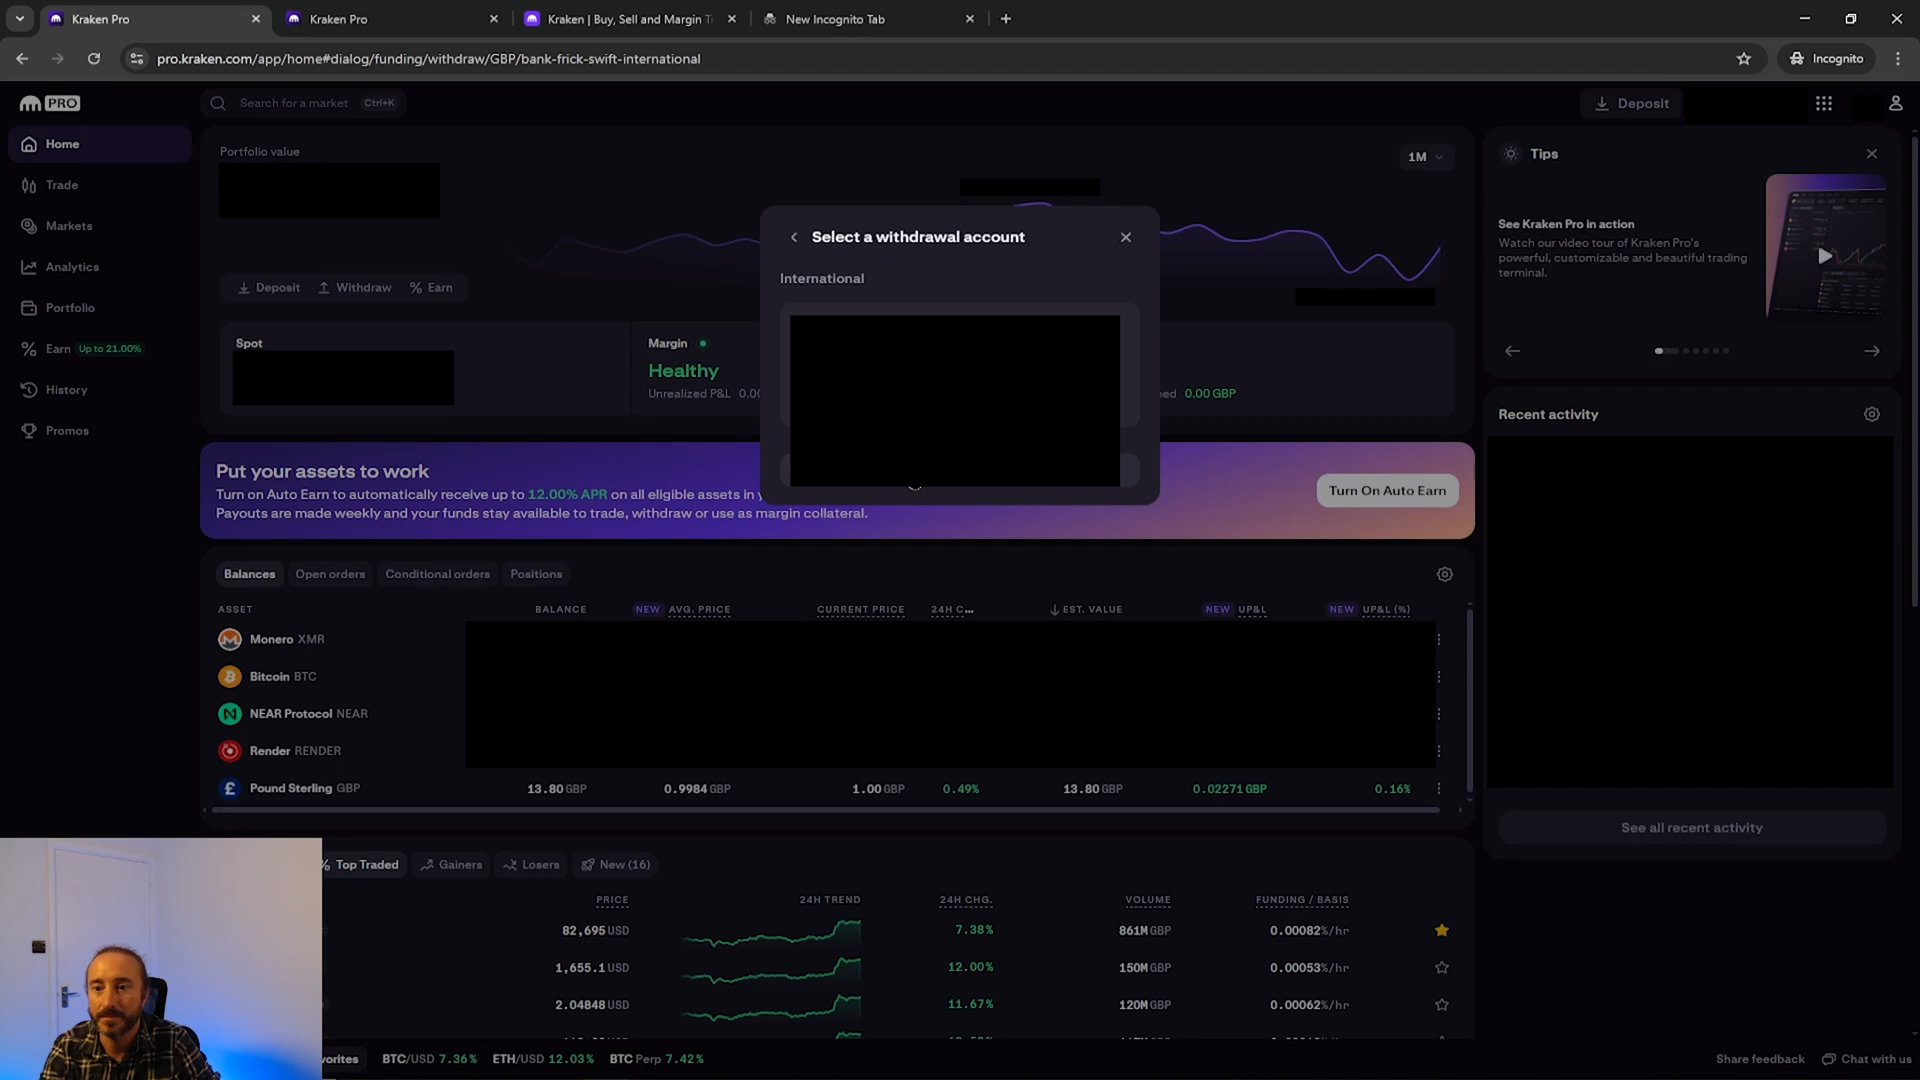 Kraken Pro
Kraken Pro
Kraken | Buy, Sell and Margin T
New Incognito Tab
pro.kraken.com/app/home#dialog/funding/withdraw/GBP/bank-frick-swift-international
Incognito
PRO
Search for a market
Ctrl+K
Deposit
Home
Trade
Markets
Analytics
Portfolio
Earn Up to 21.00%
History
Promos
Portfolio value
1M
Deposit
Withdraw
Earn
Spot
Margin
Healthy
Unrealized P&L 0.00
ed 0.00 GBP
Select a withdrawal account
International
Tips
See Kraken Pro in action
Watch our video tour of Kraken Pro's
powerful, customizable and beautiful trading
terminal.
Recent activity
See all recent activity
Put your assets to work
Turn on Auto Earn to automatically receive up to 12.00% APR on all eligible assets in y
Payouts are made weekly and your funds stay available to trade, withdraw or use as margin collateral.
Turn On Auto Earn
Balances
Open orders
Conditional orders
Positions
ASSET
BALANCE
NEW AVG. PRICE
CURRENT PRICE
24H C...
EST. VALUE
NEW UP&L
NEW UP&L (%)
Monero XMR
Bitcoin BTC
NEAR Protocol NEAR
Render RENDER
Pound Sterling GBP
13.80 GBP
0.9984 GBP
1.00 GBP
0.49%
13.80 GBP
0.02271 GBP
0.16%
Top Traded
Gainers
Losers
New (16)
PRICE
24H TREND
24H CHG.
VOLUME
FUNDING / BASIS
82,695 USD
7.38%
861M GBP
0.00082%/hr
1,655.1 USD
12.00%
150M GBP
0.00053%/hr
2.04848 USD
11.67%
120M GBP
0.00062%/hr
vorites
BTC/USD 7.36%
ETH/USD 12.03%
BTC Perp 7.42%
Share feedback
Chat with us